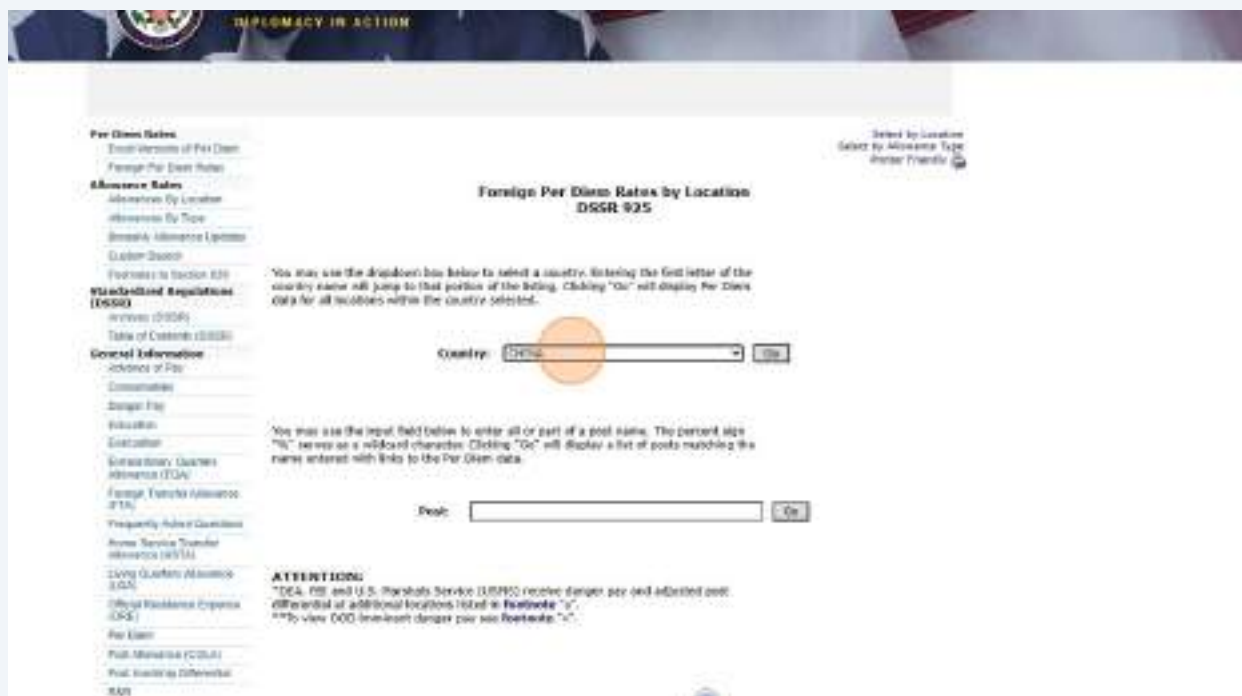 DIPLOMACY IN ACTION
Per Diem Rates
Excel Versions of Per Diem
Foreign Per Diem Rates
Allowance Rates
Allowances By Location
Allowances By Type
Biweekly Allowance Updates
Custom Search
Footnotes to Section 920
Standardized Regulations
(DSSR)
Archives (DSSR)
Table of Contents (DSSR)
General Information
Advance of Pay
Consumables
Danger Pay
Education
Evacuation
Extraordinary Quarters
Allowance (EQA)
Foreign Transfer Allowance
(FTA)
Frequently Asked Questions
Home Service Transfer
Allowance (HSTA)
Living Quarters Allowance
(LQA)
Official Residence Expense
(ORE)
Per Diem
Post Allowance (COLA)
Post Hardship Differential
R&R
Select by Location
Select by Allowance Type
Printer Friendly
Foreign Per Diem Rates by Location
DSSR 925
You may use the dropdown box below to select a country. Entering the first letter of the
country name will jump to that portion of the listing. Clicking "Go" will display Per Diem
data for all locations within the country selected.
Country: CHINA Go
You may use the input field below to enter all or part of a post name. The percent sign
"%" serves as a wildcard character. Clicking "Go" will display a list of posts matching the
name entered with links to the Per Diem data.
Post: Go
ATTENTION:
*DEA, FBI and U.S. Marshals Service (USMS) receive danger pay and adjusted post
differential at additional locations listed in footnote "u".
**To view DOD imminent danger pay see footnote "v".